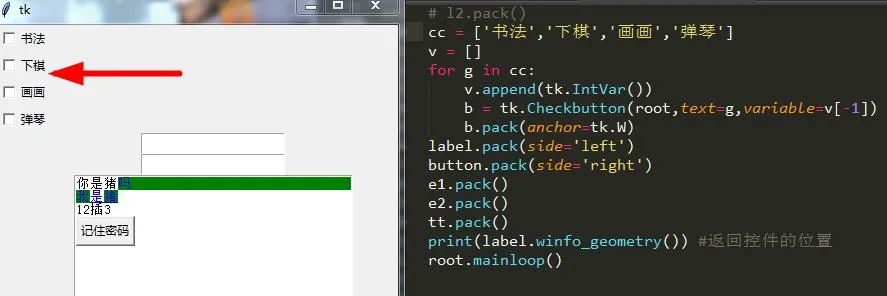 tk
书法
下棋
画画
弹琴
你是猪吗
我是猪
12插3
记住密码
# l2.pack()
cc = ['书法','下棋','画画','弹琴']
v = []
for g in cc:
v.append(tk.IntVar())
b = tk.Checkbutton(root,text=g,variable=v[-1])
b.pack(anchor=tk.W)
label.pack(side='left')
button.pack(side='right')
e1.pack()
e2.pack()
tt.pack()
print(label.winfo_geometry()) #返回控件的位置
root.mainloop()